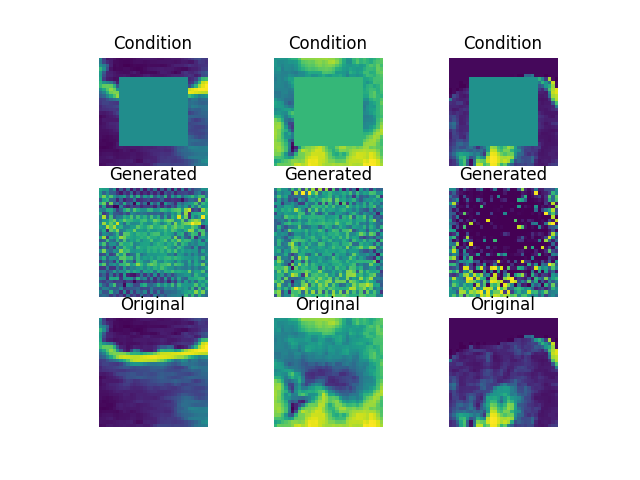 Condition Condition Condition
Generated Generated Generated
Original Original Original